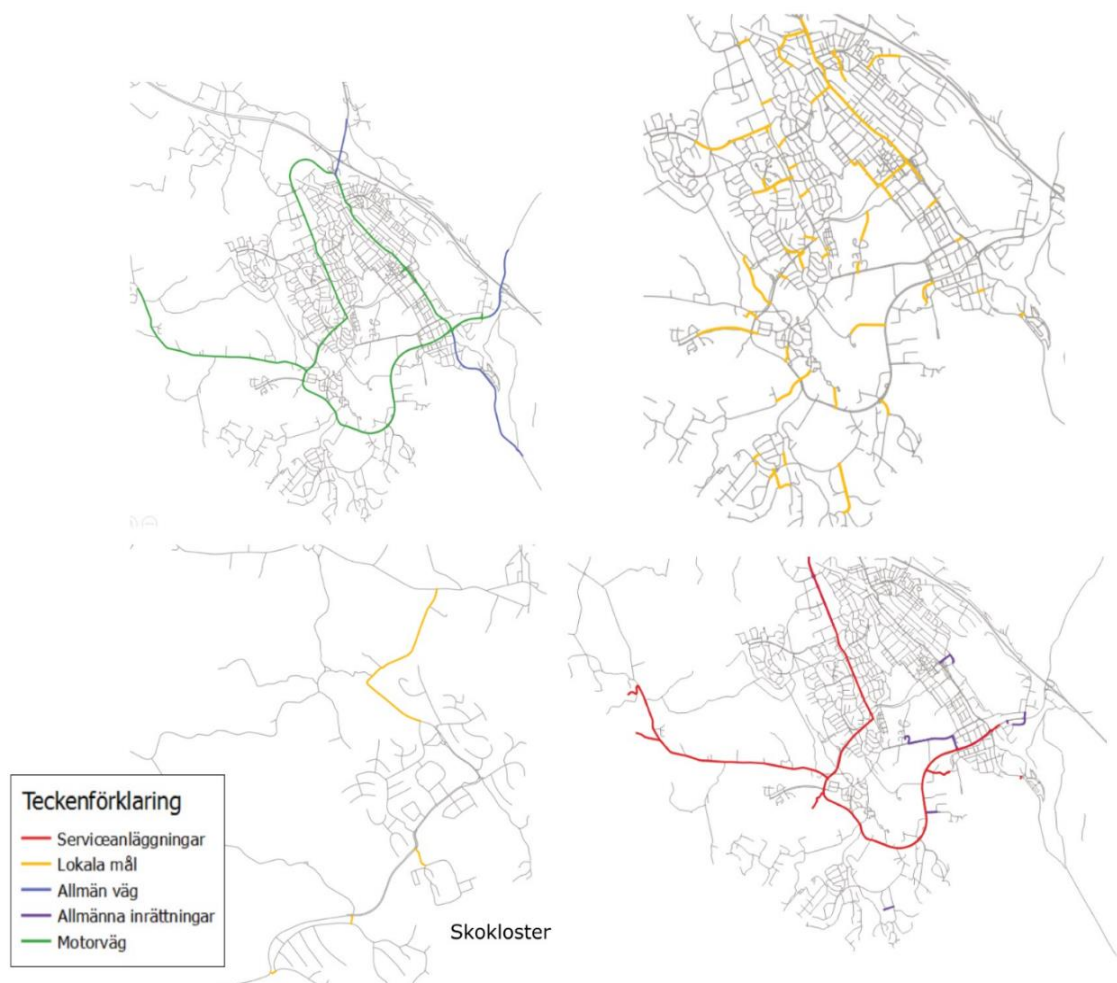 Teckenförklaring
Serviceanläggningar
Lokala mål
Allmän väg
Allmänna inrättningar
Motorväg
Skokloster